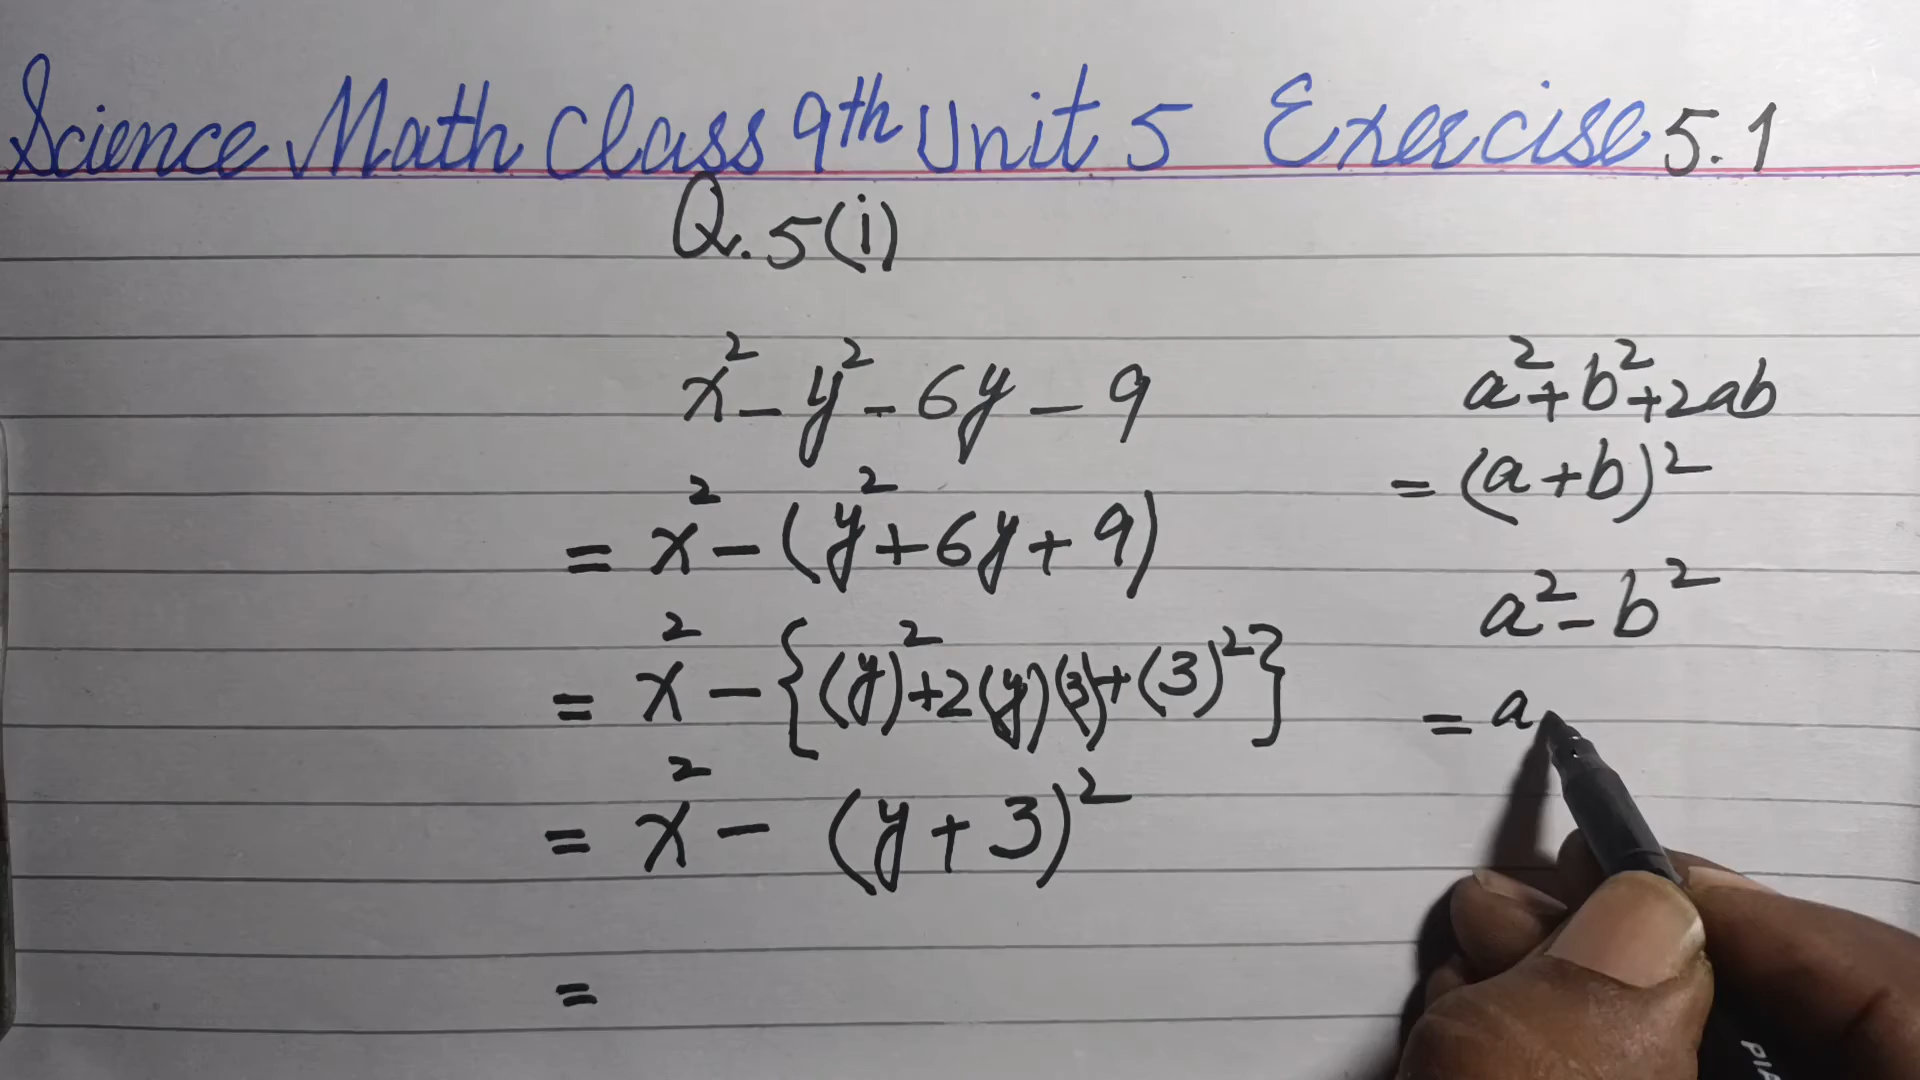 Science Math Class 9th Unit 5 Exercise 5.1
Q.5(i)
x² - y² - 6y - 9
= x² - (y² + 6y + 9)
= x² - {(y)² + 2(y)(3) + (3)²}
= x² - (y + 3)²
=
a² + b² + 2ab
= (a + b)²
a² - b²
= a